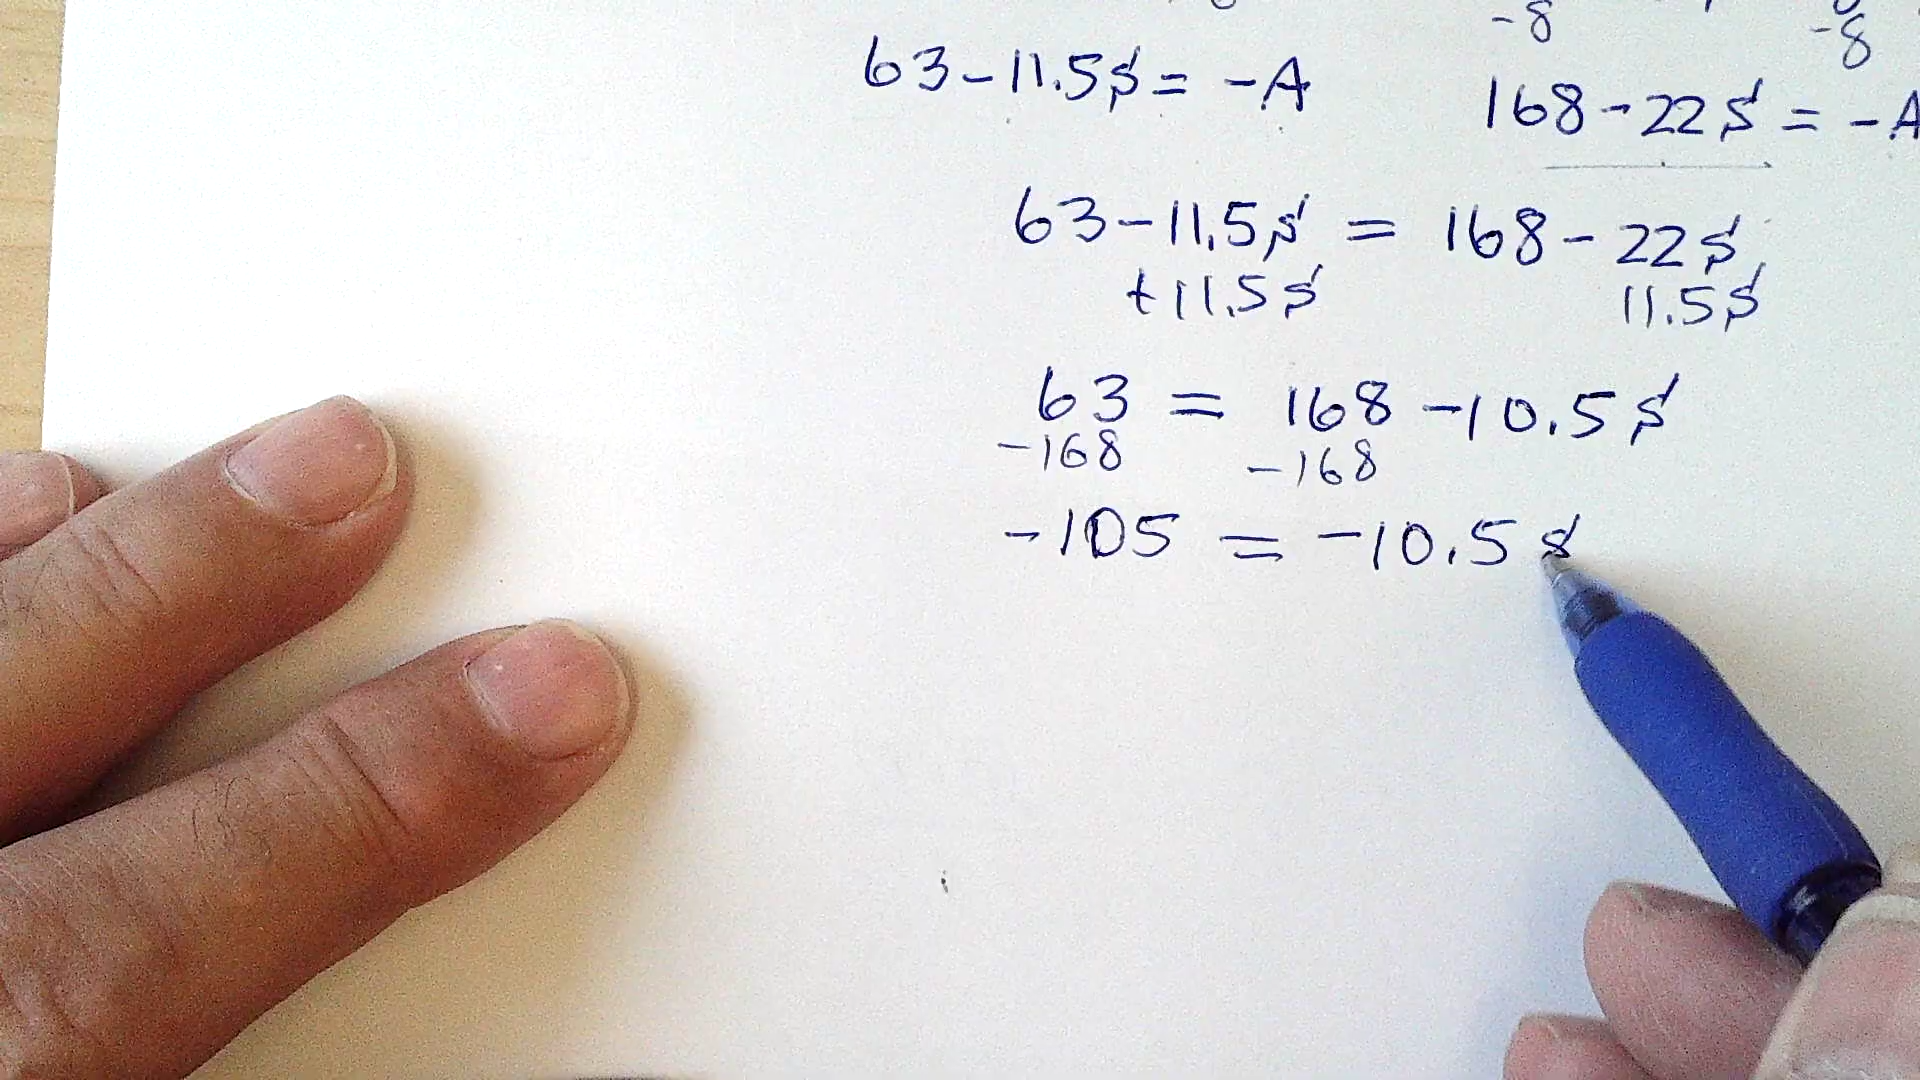 -8 -8
63-11.5S = -A
168-22S = -A
63-11.5S = 168-22S
+11.5S 11.5S
63 = 168 -10.5S
-168 -168
-105 = -10.5S